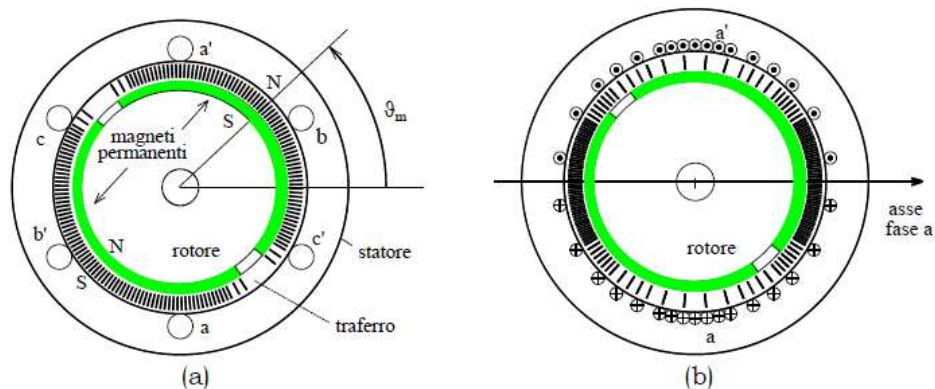 a'
N
c
S
b
ϑm
magneti
permanenti
b'
N
rotore
c'
statore
S
a
traferro
(a)
a'
asse
fase a
rotore
a
(b)